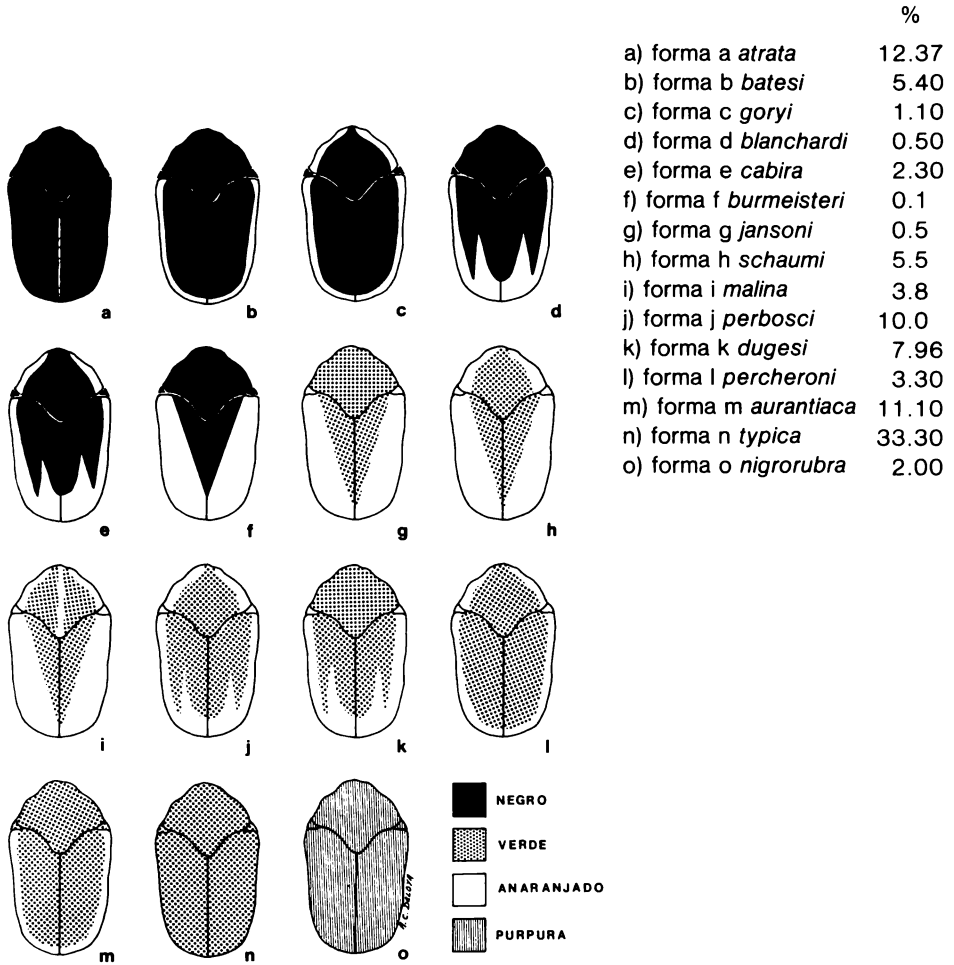 %
a) forma a atrata 12.37
b) forma b batesi 5.40
c) forma c goryi 1.10
d) forma d blanchardi 0.50
e) forma e cabira 2.30
f) forma f burmeisteri 0.1
g) forma g jansoni 0.5
h) forma h schaumi 5.5
i) forma i malina 3.8
j) forma j perbosci 10.0
k) forma k dugesi 7.96
l) forma l percheroni 3.30
m) forma m aurantiaca 11.10
n) forma n typica 33.30
o) forma o nigrorubra 2.00
a b c d
e f g h
i j k l
m n o
NEGRO
VERDE
ANARANJADO
PURPURA